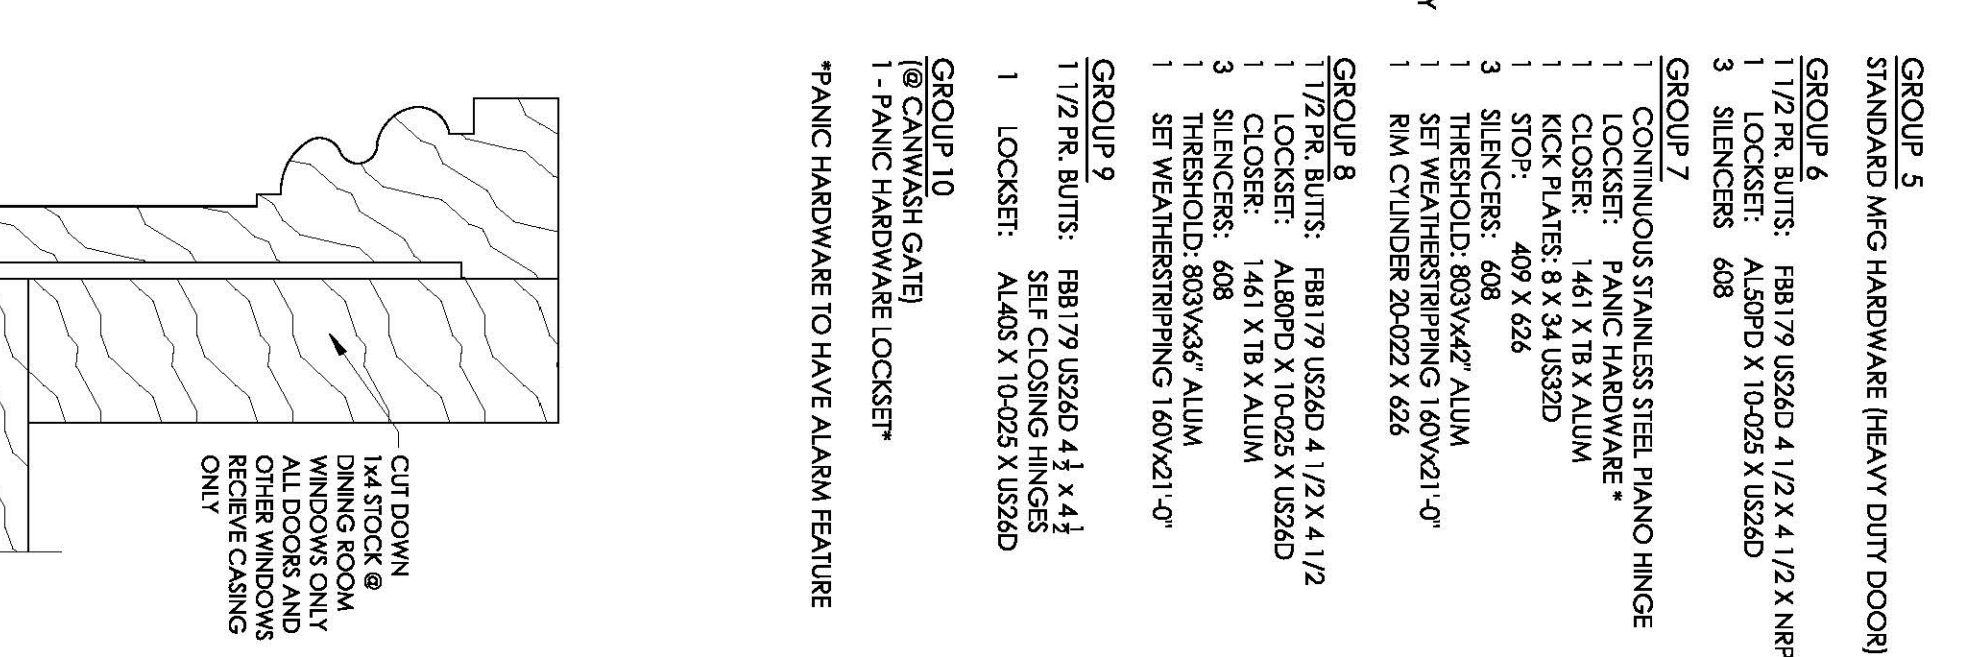 Y
GROUP 5
STANDARD MFG HARDWARE (HEAVY DUTY DOOR)
GROUP 6
1 1/2 PR. BUTTS: FBB179 US26D 4 1/2 X 4 1/2 X NRP
1 LOCKSET: AL50PD X 10-025 X US26D
3 SILENCERS 608
GROUP 7
1 CONTINUOUS STAINLESS STEEL PIANO HINGE
1 LOCKSET: PANIC HARDWARE *
1 CLOSER: 1461 X TB X ALUM
1 KICK PLATES: 8 X 34 US32D
1 STOP: 409 X 626
3 SILENCERS: 608
1 THRESHOLD: 803Vx42" ALUM
1 SET WEATHERSTRIPPING 160Vx21'-0"
1 RIM CYLINDER 20-022 X 626
GROUP 8
1 1/2 PR. BUTTS: FBB179 US26D 4 1/2 X 4 1/2
1 LOCKSET: AL80PD X 10-025 X US26D
1 CLOSER: 1461 X TB X ALUM
3 SILENCERS: 608
1 THRESHOLD: 803Vx36" ALUM
1 SET WEATHERSTRIPPING 160Vx21'-0"
GROUP 9
1 1/2 PR. BUTTS: FBB179 US26D 4 1/2 x 4 1/2
SELF CLOSING HINGES
1 LOCKSET: AL40S X 10-025 X US26D
GROUP 10
(@ CANWASH GATE)
1 - PANIC HARDWARE LOCKSET*
*PANIC HARDWARE TO HAVE ALARM FEATURE
CUT DOWN
1x4 STOCK @
DINING ROOM
WINDOWS ONLY
ALL DOORS AND
OTHER WINDOWS
RECIEVE CASING
ONLY